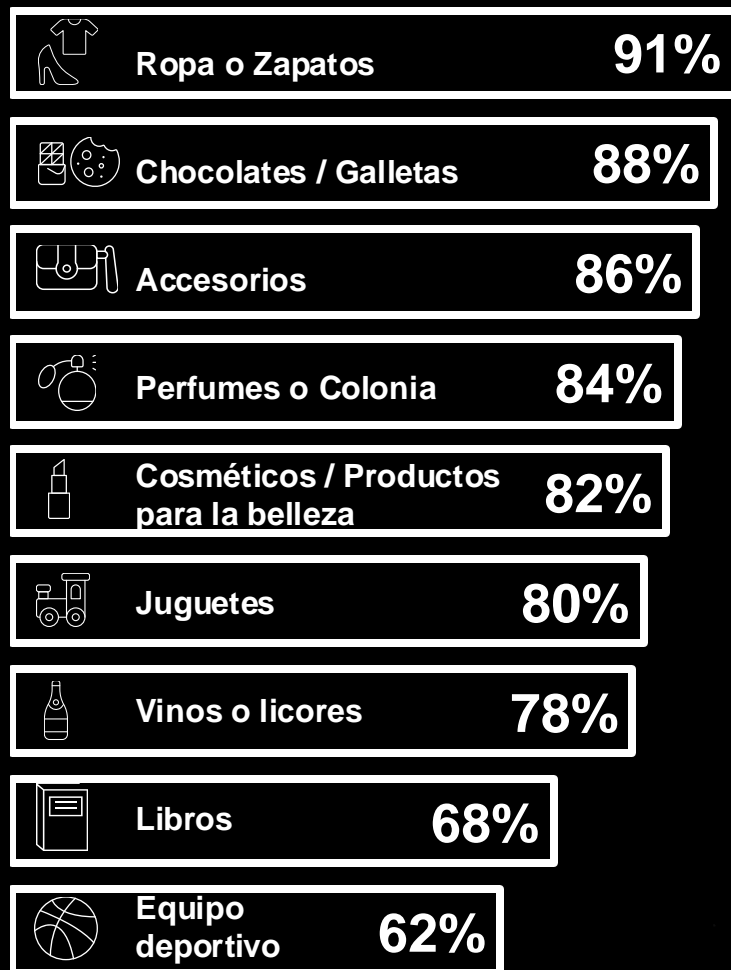 Ropa o Zapatos 91%
Chocolates / Galletas 88%
Accesorios 86%
Perfumes o Colonia 84%
Cosméticos / Productos
para la belleza 82%
Juguetes 80%
Vinos o licores 78%
Libros 68%
Equipo
deportivo 62%